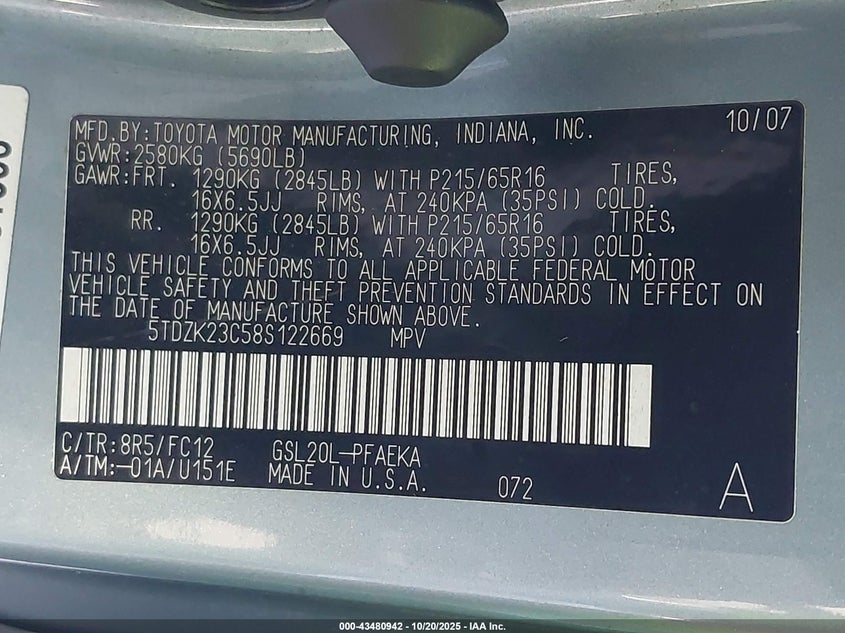 MFD.BY:TOYOTA MOTOR MANUFACTURING, INDIANA, INC. 10/07
GVWR:2580KG (5690LB)
GAWR:FRT. 1290KG (2845LB) WITH P215/65R16 TIRES,
16X6.5JJ RIMS, AT 240KPA (35PSI) COLD.
RR. 1290KG (2845LB) WITH P215/65R16 TIRES,
16X6.5JJ RIMS, AT 240KPA (35PSI) COLD.
THIS VEHICLE CONFORMS TO ALL APPLICABLE FEDERAL MOTOR
VEHICLE SAFETY AND THEFT PREVENTION STANDARDS IN EFFECT ON
THE DATE OF MANUFACTURE SHOWN ABOVE.
5TDZK23C58S122669 MPV
C/TR:8R5/FC12 GSL20L-PFAEKA
A/TM:-01A/U151E MADE IN U.S.A. 072 A
000-43480942 - 10/20/2025 - IAA Inc.